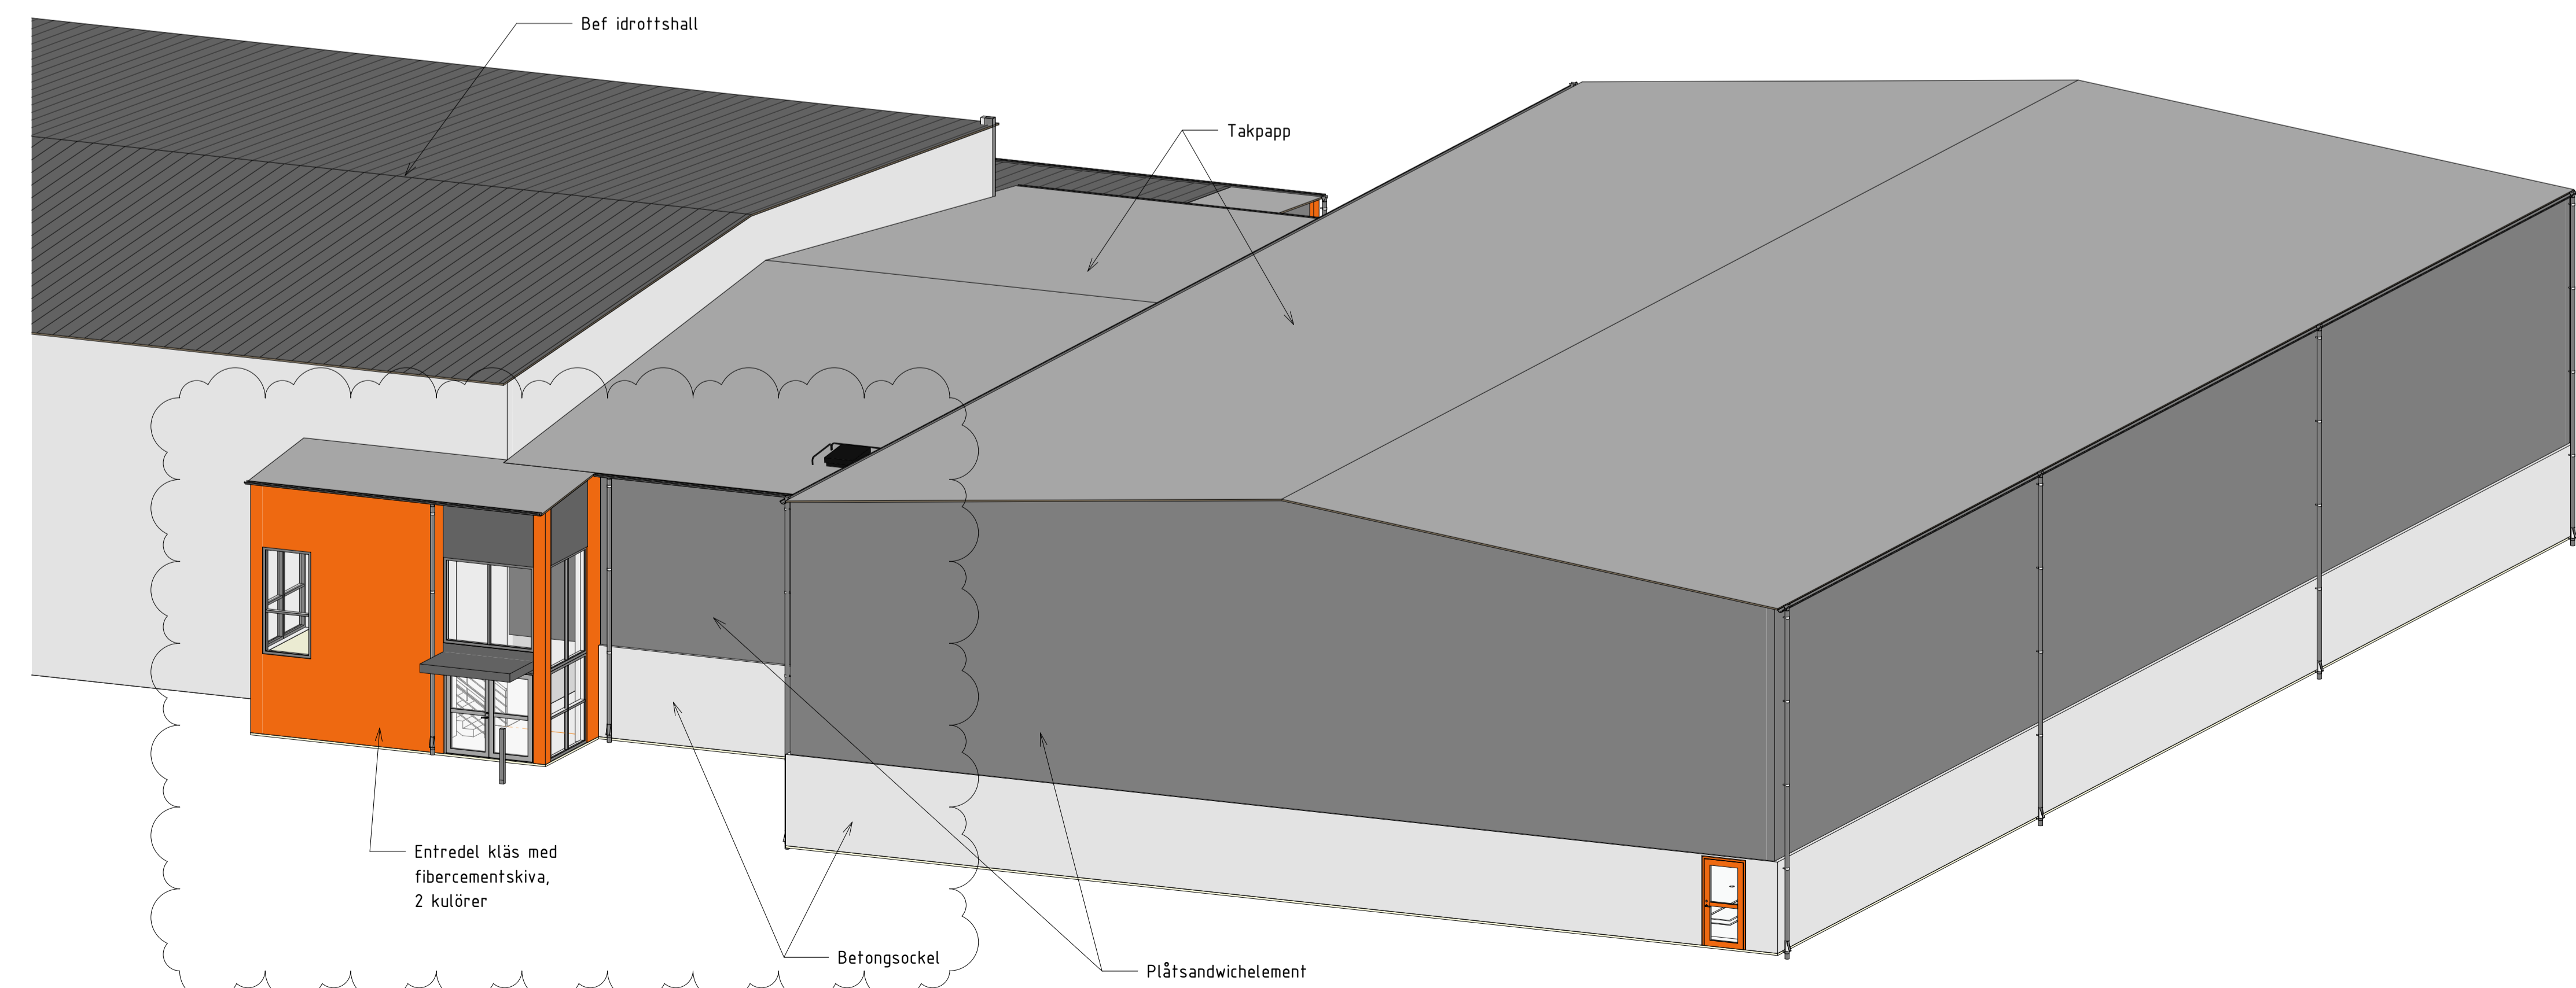 Bef idrottshall
Takpapp
Entredel kläs med
fibercementskiva,
2 kulörer
Betongsockel
Plåtsandwichelement